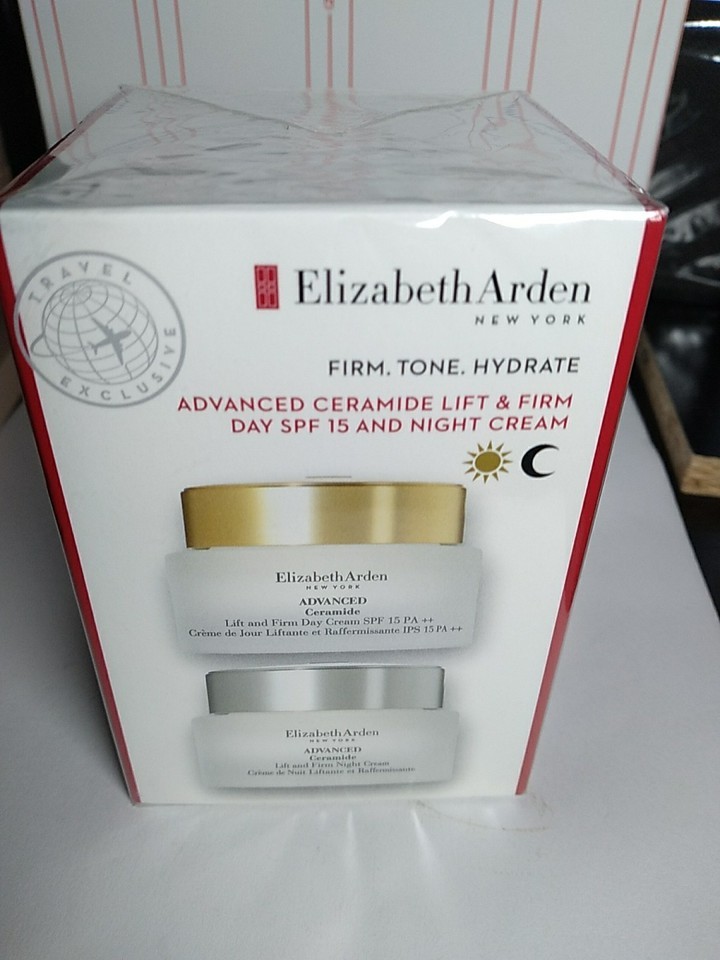 TRAVEL
EXCLUSIVE
Elizabeth Arden
NEW YORK
FIRM. TONE. HYDRATE
ADVANCED CERAMIDE LIFT & FIRM
DAY SPF 15 AND NIGHT CREAM
Elizabeth Arden
NEW YORK
ADVANCED
Ceramide
Lift and Firm Day Cream SPF 15 PA ++
Crème de Jour Liftante et Raffermissante IPS 15 PA ++
Elizabeth Arden
NEW YORK
ADVANCED
Ceramide
Lift and Firm Night Cream
Crème de Nuit Liftante et Raffermissante